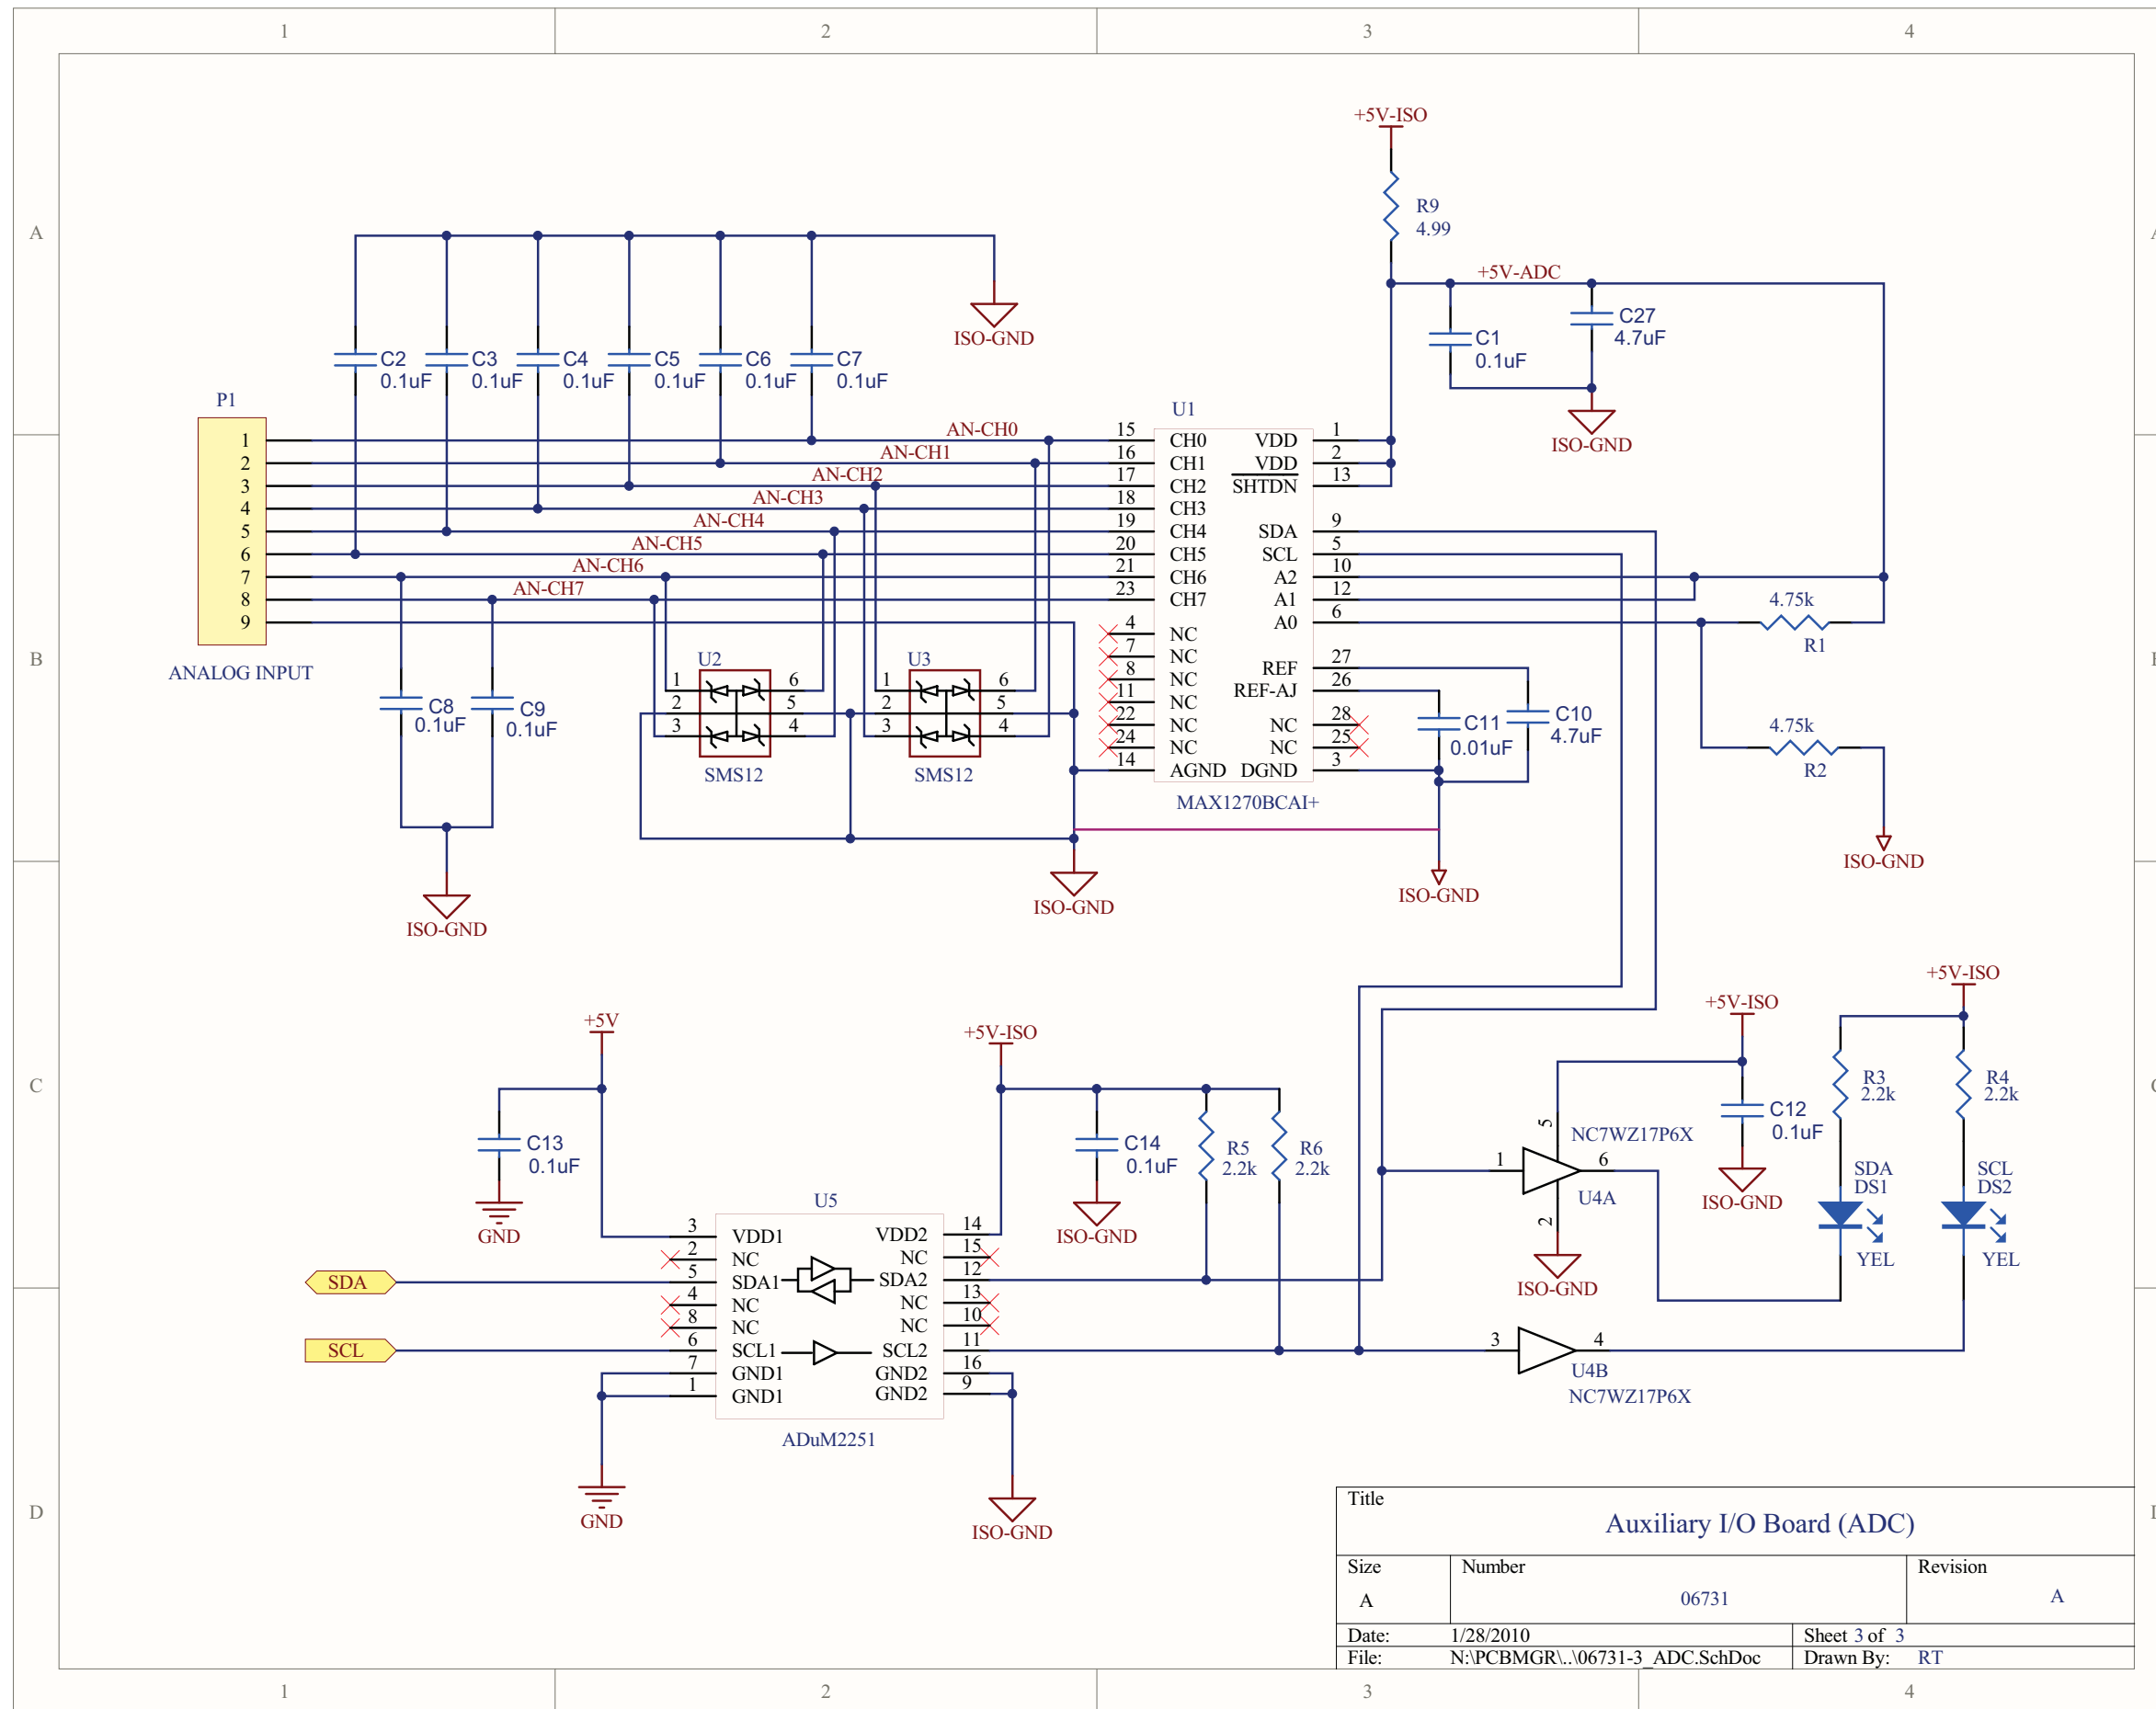 1 2 3 4
A
+5V-ISO
R9
4.99
+5V-ADC
ISO-GND
C1
0.1uF
C27
4.7uF
C2 C3 C4 C5 C6 C7
0.1uF 0.1uF 0.1uF 0.1uF 0.1uF 0.1uF
P1
U1
ISO-GND
1 AN-CH0 15 CH0 VDD 1
2 AN-CH1 16 CH1 VDD 2
3 AN-CH2 17 CH2 SHTDN 13
4 AN-CH3 18 CH3
5 AN-CH4 19 CH4 SDA 9
6 AN-CH5 20 CH5 SCL 5
7 AN-CH6 21 CH6 A2 10
8 AN-CH7 23 CH7 A1 12
9 A0 6
4.75k
R1
4 NC
7 NC
8 NC REF 27
11 NC REF-AJ 26
22 NC NC 28
24 NC NC 25
14 AGND DGND 3
MAX1270BCAI+
B
ANALOG INPUT
C8
0.1uF
C9
0.1uF
U2
1 6
2 5
3 4
SMS12
U3
1 6
2 5
3 4
SMS12
C11
0.01uF
C10
4.7uF
4.75k
R2
ISO-GND
ISO-GND
ISO-GND
ISO-GND
C
+5V
+5V-ISO
+5V-ISO
+5V-ISO
C13
0.1uF
GND
C14
0.1uF
ISO-GND
R5
2.2k
R6
2.2k
NC7WZ17P6X
5
1 6
2
U4A
ISO-GND
C12
0.1uF
ISO-GND
R3
2.2k
R4
2.2k
SDA
DS1
YEL
SCL
DS2
YEL
U5
3 VDD1 VDD2 14
2 NC NC 15
SDA 5 SDA1 SDA2 12
4 NC NC 13
8 NC NC 10
SCL 6 SCL1 SCL2 11
7 GND1 GND2 16
1 GND1 GND2 9
ADuM2251
3 4
U4B
NC7WZ17P6X
GND
ISO-GND
D
Title
Auxiliary I/O Board (ADC)
Size Number Revision
A 06731 A
Date: 1/28/2010 Sheet 3 of 3
File: N:\PCBMGR\..\06731-3_ADC.SchDoc Drawn By: RT
1 2 3 4